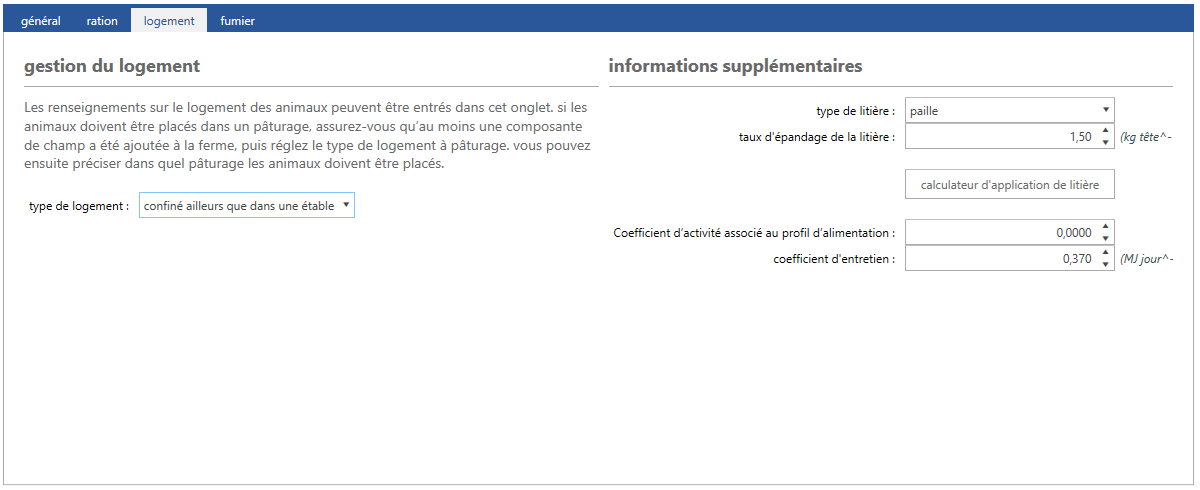 général ration logement fumier
gestion du logement
Les renseignements sur le logement des animaux peuvent être entrés dans cet onglet. si les
animaux doivent être placés dans un pâturage, assurez-vous qu'au moins une composante
de champ a été ajoutée à la ferme, puis réglez le type de logement à pâturage. vous pouvez
ensuite préciser dans quel pâturage les animaux doivent être placés.
type de logement : confiné ailleurs que dans une étable
informations supplémentaires
type de litière : paille
taux d'épandage de la litière : 1,50 (kg tête^-
calculateur d'application de litière
Coefficient d'activité associé au profil d'alimentation : 0,0000
coefficient d'entretien : 0,370 (MJ jour^-